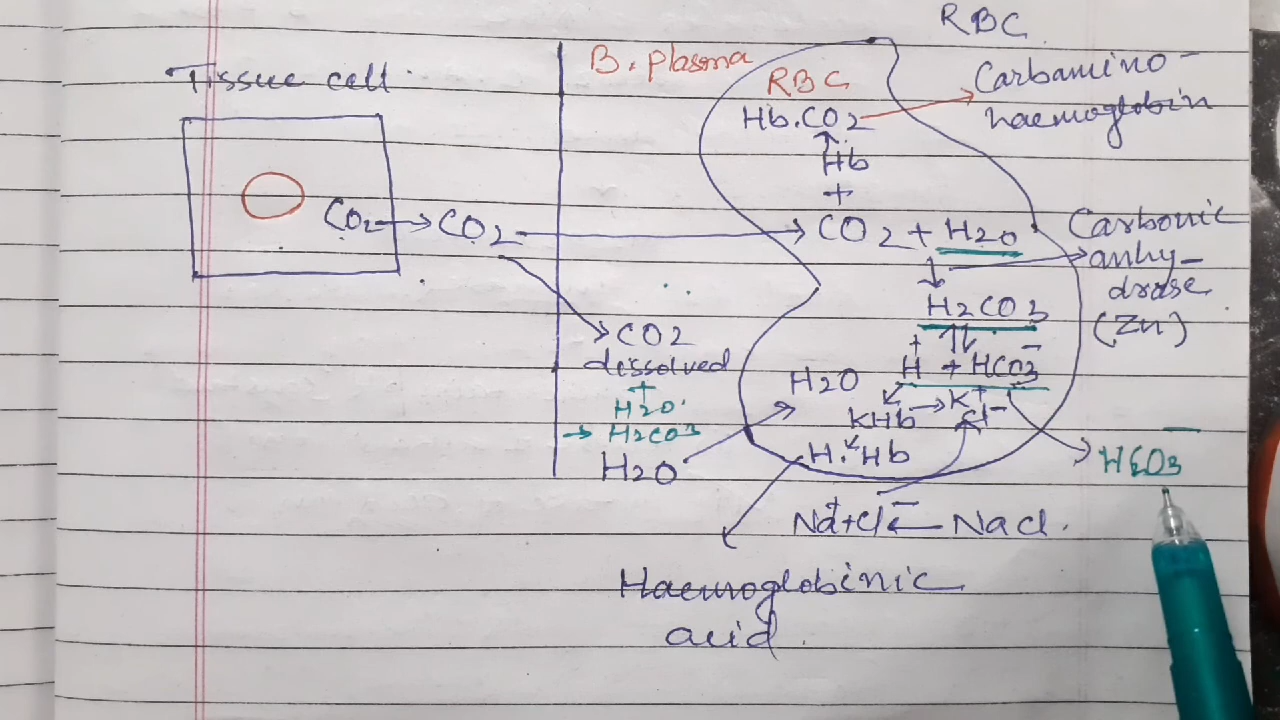 RBC
B. plasma
Tissue cell
RBC
Carbamino-
haemoglobin
Hb.CO2
Hb
+
CO2 → CO2
CO2 + H2O
Carbonic
anhy-
drase
(Zn)
H2CO3
CO2
dissolved
+
H2O
→ H2CO3
H2O
H+ + HCO3-
H2O
KHb → K+
Cl-
H.Hb
HCO3-
Na+ + Cl- ← NaCl.
Haemoglobinic
acid.